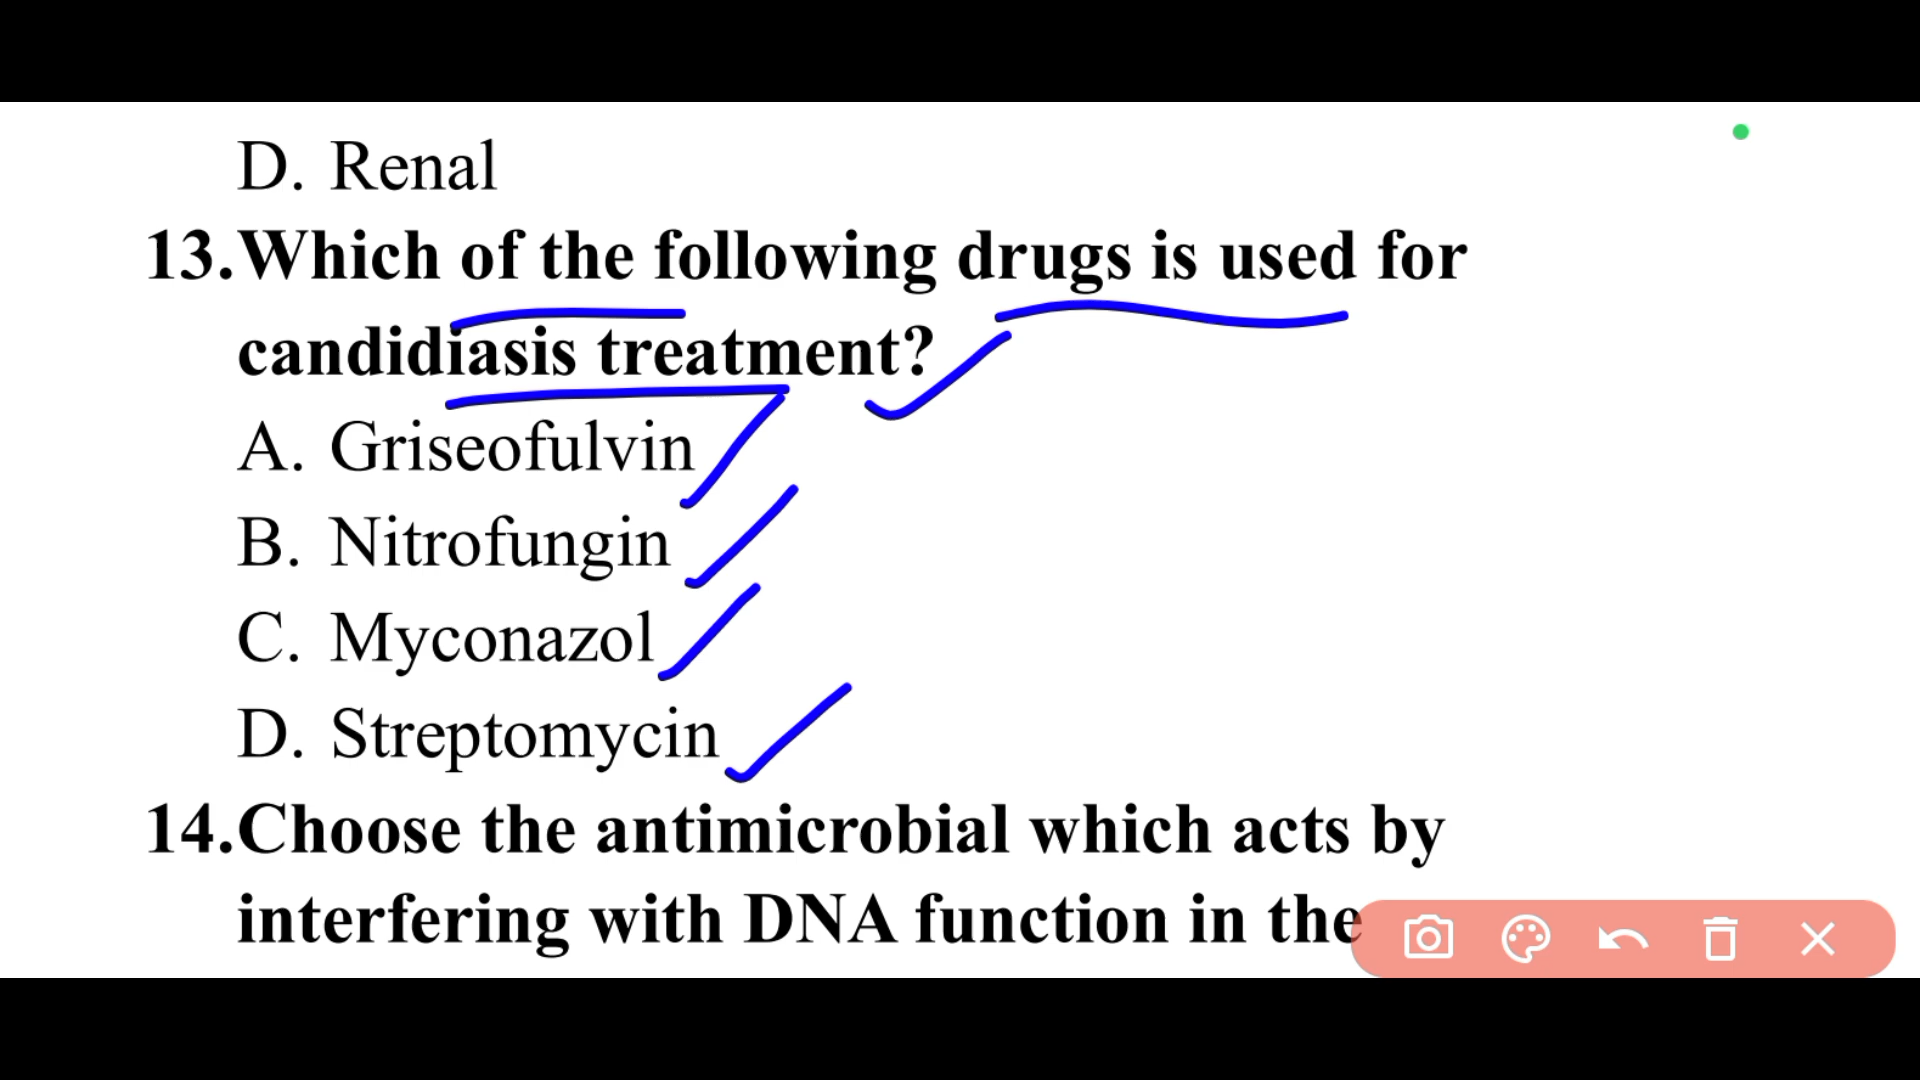 D. Renal
13.Which of the following drugs is used for
candidiasis treatment?
A. Griseofulvin
B. Nitrofungin
C. Myconazol
D. Streptomycin
14.Choose the antimicrobial which acts by
interfering with DNA function in the